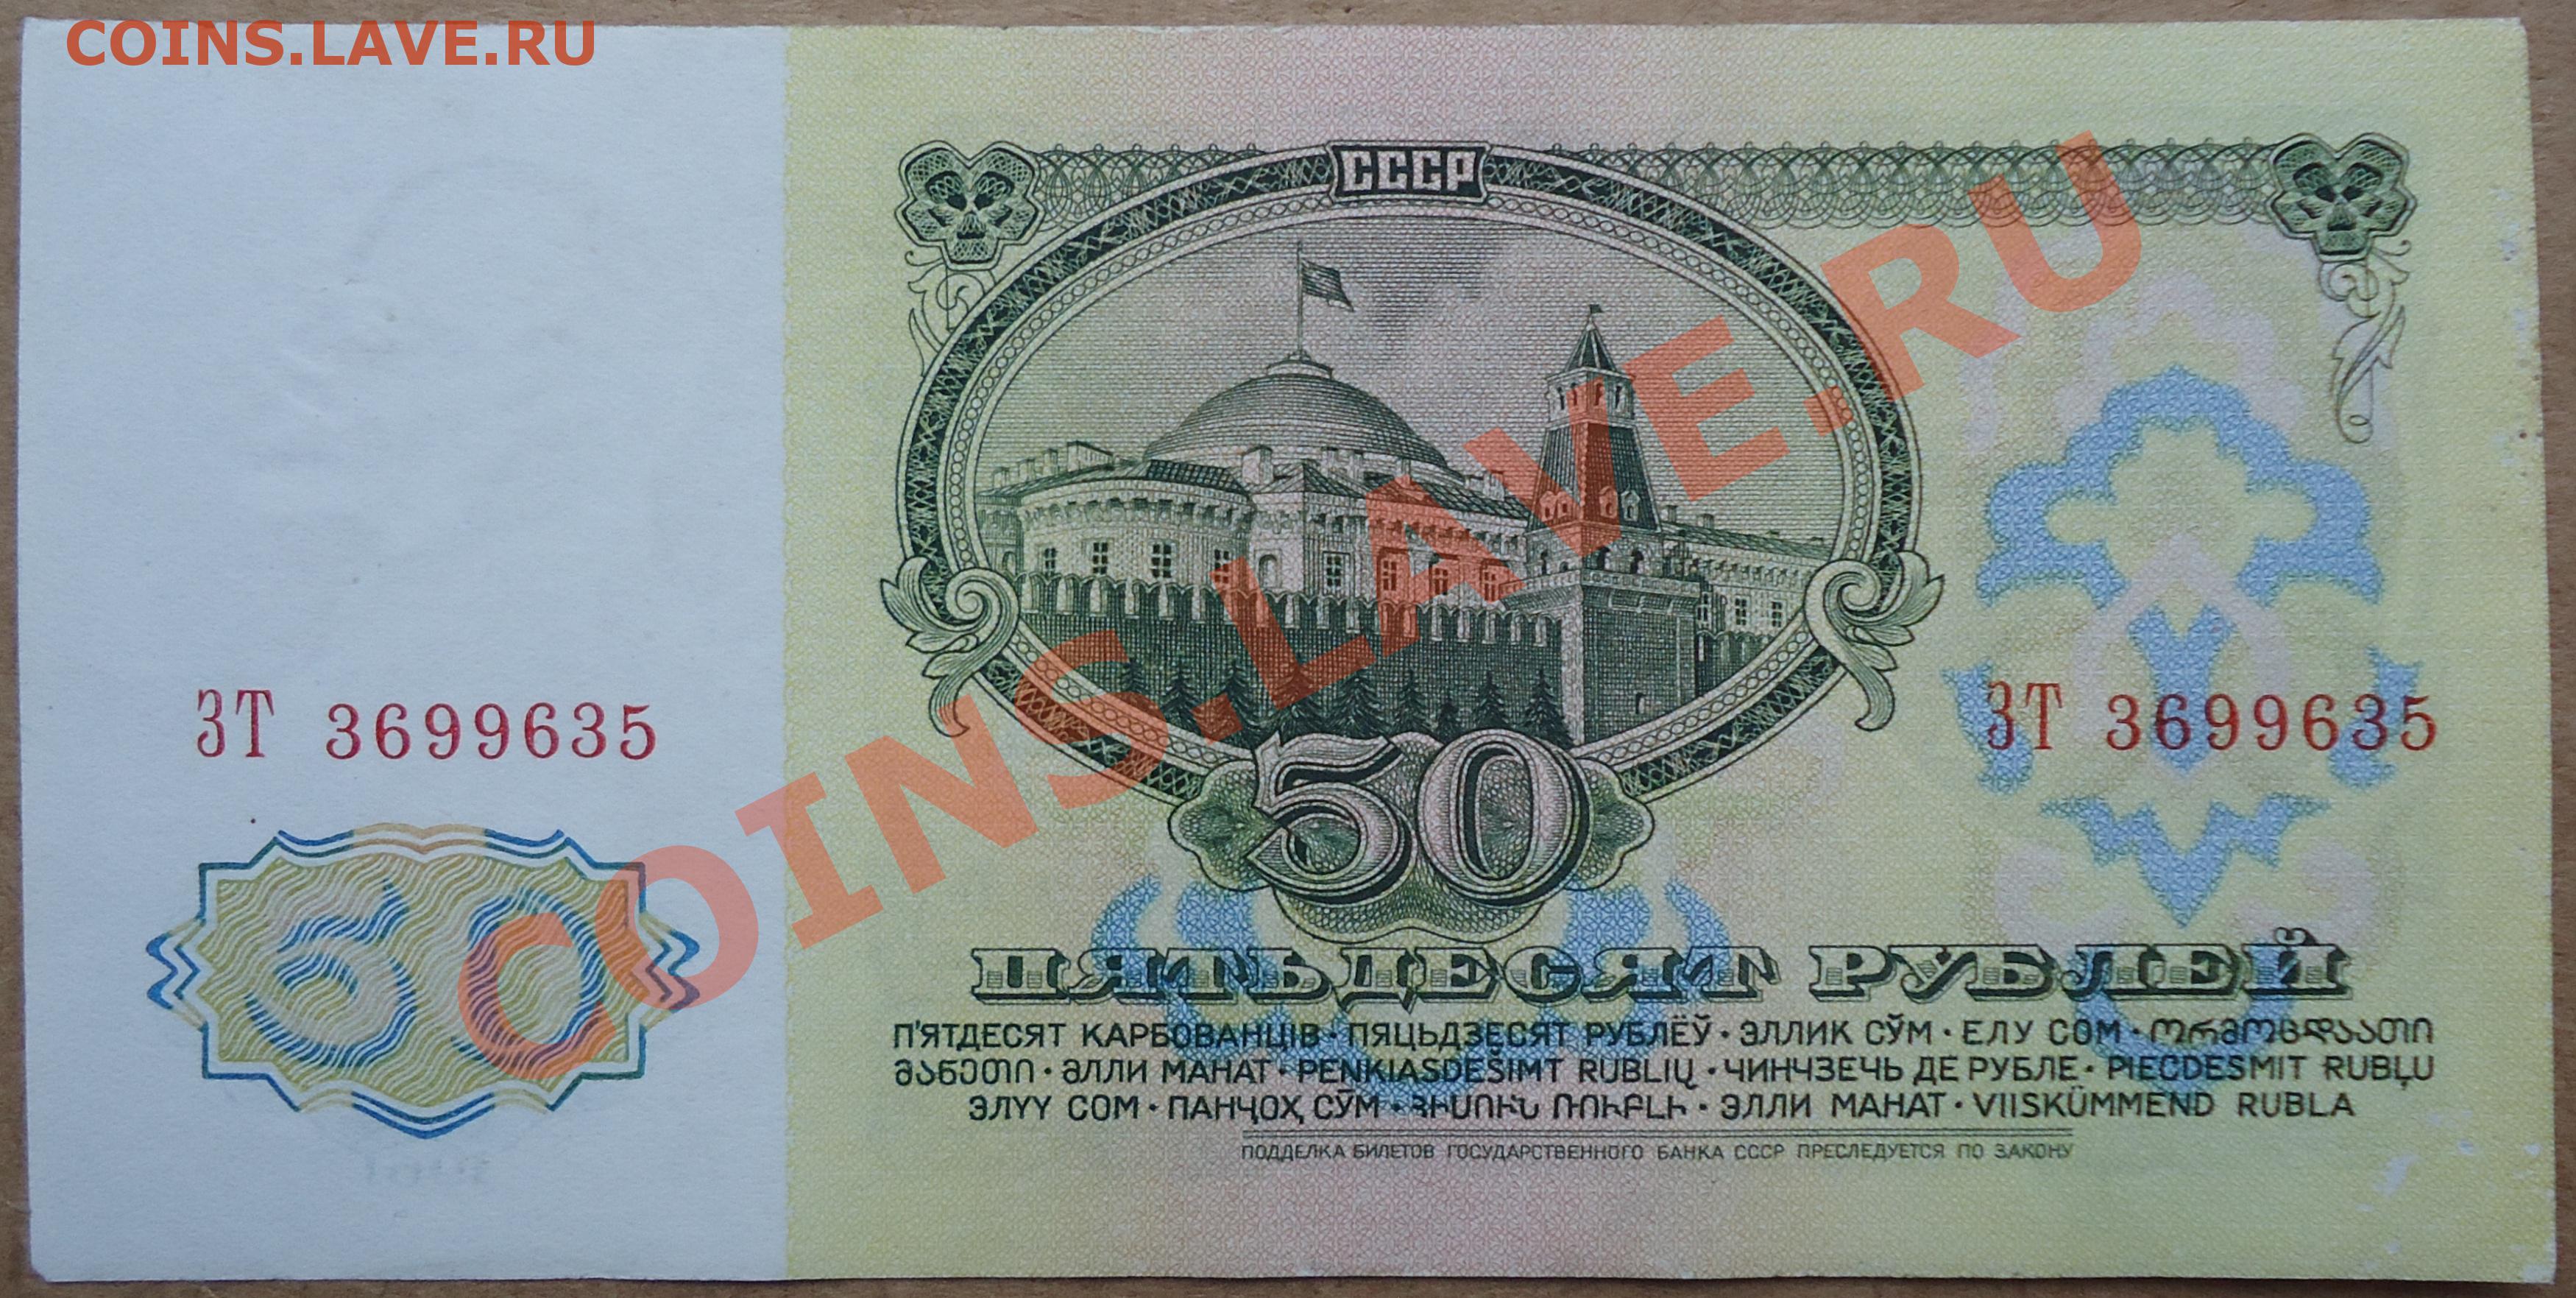 COINS.LAVE.RU
СССР
COINS.LAVE.RU
ЗТ 3699635
ЗТ 3699635
50
50
ПЯТЬДЕСЯТ РУБЛЕЙ
П'ЯТДЕСЯТ КАРБОВАНЦІВ · ПЯЦЬДЗЕСЯТ РУБЛЁЎ · ЭЛЛИК СЎМ · ЕЛУ СОМ · ᲝᲠᲛᲝᲪᲓᲐᲐᲗᲘ
ᲛᲐᲜᲔᲗᲘ · ӘЛЛИ МАНАТ · PENKIASDEŠIMT RUBLIŲ · ЧИНЧЗЕЧЬ ДЕ РУБЛЕ · PIECDESMIT RUBĻU
ЭЛҮҮ СОМ · ПАНҶОҲ СЎМ · ՀԻՍՈՒՆ ՌՈՒԲԼԻ · ЭЛЛИ МАНАТ · VIISKÜMMEND RUBLA
ПОДДЕЛКА БИЛЕТОВ ГОСУДАРСТВЕННОГО БАНКА СССР ПРЕСЛЕДУЕТСЯ ПО ЗАКОНУ